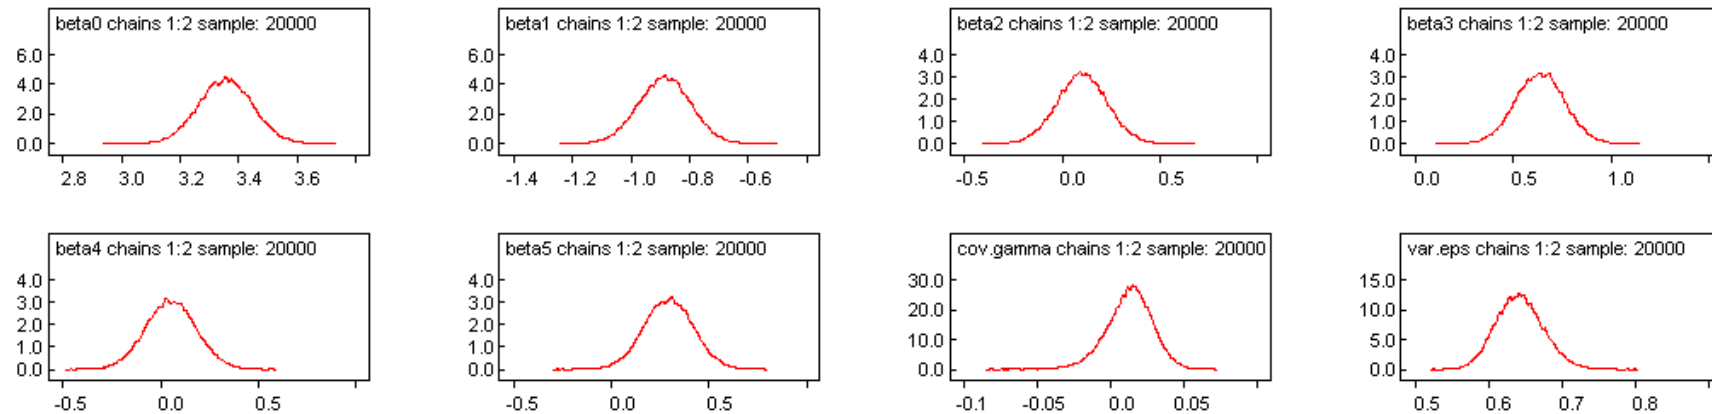 beta0 chains 1:2 sample: 20000
6.0
4.0
2.0
0.0
2.8 3.0 3.2 3.4 3.6
beta1 chains 1:2 sample: 20000
6.0
4.0
2.0
0.0
-1.4 -1.2 -1.0 -0.8 -0.6
beta2 chains 1:2 sample: 20000
4.0
3.0
2.0
1.0
0.0
-0.5 0.0 0.5
beta3 chains 1:2 sample: 20000
4.0
3.0
2.0
1.0
0.0
0.0 0.5 1.0
beta4 chains 1:2 sample: 20000
4.0
3.0
2.0
1.0
0.0
-0.5 0.0 0.5
beta5 chains 1:2 sample: 20000
4.0
3.0
2.0
1.0
0.0
-0.5 0.0 0.5
cov.gamma chains 1:2 sample: 20000
30.0
20.0
10.0
0.0
-0.1 -0.05 0.0 0.05
var.eps chains 1:2 sample: 20000
15.0
10.0
5.0
0.0
0.5 0.6 0.7 0.8